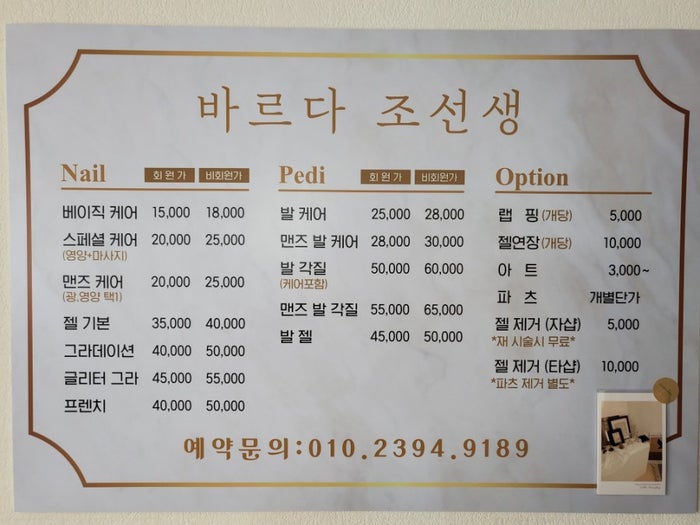 바르다 조선생
Nail 회원가 비회원가
베이직 케어 15,000 18,000
스페셜 케어 20,000 25,000
(영양+마사지)
맨즈 케어 20,000 25,000
(광,영양 택1)
젤 기본 35,000 40,000
그라데이션 40,000 50,000
글리터 그라 45,000 55,000
프렌치 40,000 50,000
Pedi 회원가 비회원가
발 케어 25,000 28,000
맨즈 발 케어 28,000 30,000
발 각질 50,000 60,000
(케어포함)
맨즈 발 각질 55,000 65,000
발 젤 45,000 50,000
Option
랩 핑 (개당) 5,000
젤연장 (개당) 10,000
아 트 3,000~
파 츠 개별단가
젤 제거 (자샵) 5,000
*재 시술시 무료*
젤 제거 (타샵) 10,000
*파츠 제거 별도*
예약문의:010.2394.9189